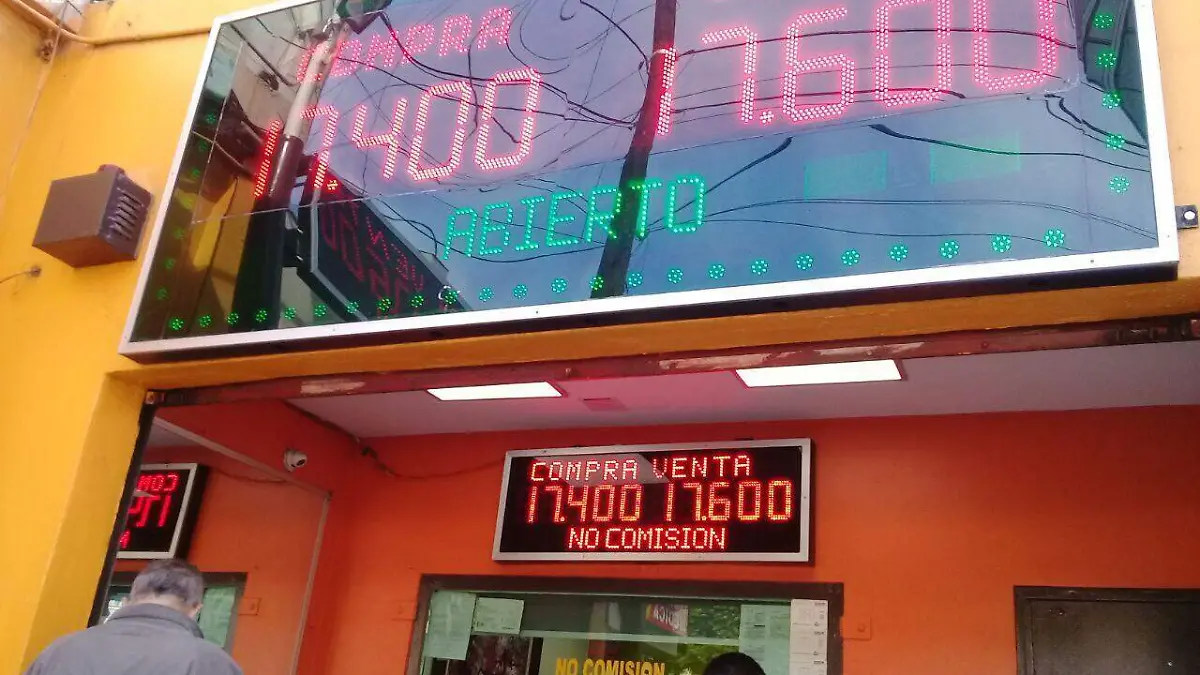 COMPRA
17.400 17.600
ABIERTO
COMPRA VENTA
17.400 17.600
NO COMISION
NO COMISION